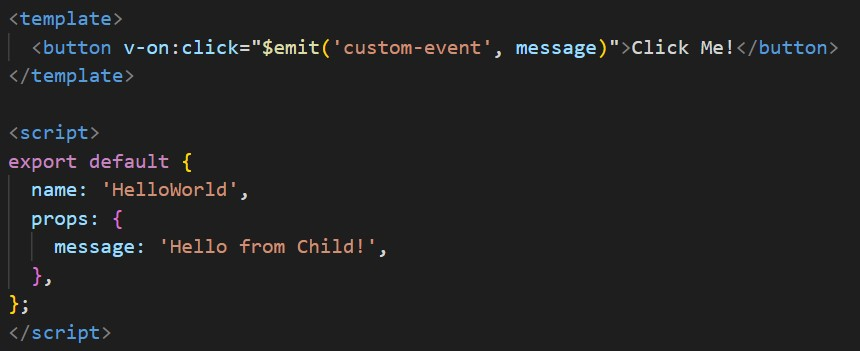 <template>
  <button v-on:click="$emit('custom-event', message)">Click Me!</button>
</template>

<script>
export default {
  name: 'HelloWorld',
  props: {
    message: 'Hello from Child!',
  },
};
</script>